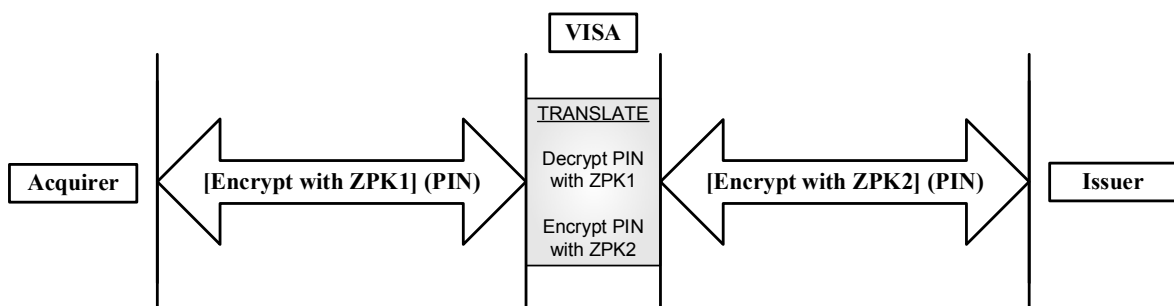 VISA
TRANSLATE
Decrypt PIN
with ZPK1
Encrypt PIN
with ZPK2
Acquirer
[Encrypt with ZPK1] (PIN)
[Encrypt with ZPK2] (PIN)
Issuer